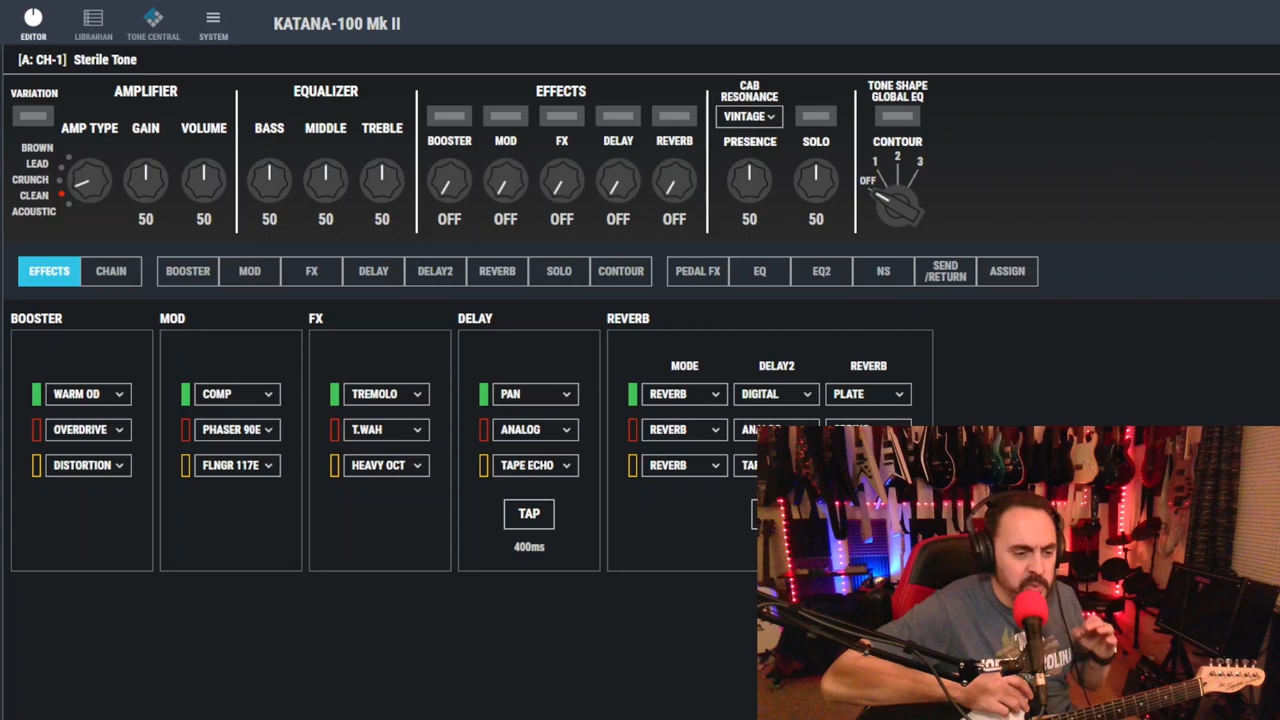 EDITOR
LIBRARIAN
TONE CENTRAL
SYSTEM
KATANA-100 Mk II
[A: CH-1] Sterile Tone
VARIATION
AMPLIFIER
AMP TYPE
GAIN
VOLUME
BROWN
LEAD
CRUNCH
CLEAN
ACOUSTIC
50
50
EQUALIZER
BASS
MIDDLE
TREBLE
50
50
50
EFFECTS
BOOSTER
MOD
FX
DELAY
REVERB
OFF
OFF
OFF
OFF
OFF
CAB
RESONANCE
VINTAGE
PRESENCE
SOLO
50
50
TONE SHAPE
GLOBAL EQ
CONTOUR
OFF
1
2
3
EFFECTS
CHAIN
BOOSTER
MOD
FX
DELAY
DELAY2
REVERB
SOLO
CONTOUR
PEDAL FX
EQ
EQ2
NS
SEND
/RETURN
ASSIGN
BOOSTER
WARM OD
OVERDRIVE
DISTORTION
MOD
COMP
PHASER 90E
FLNGR 117E
FX
TREMOLO
T.WAH
HEAVY OCT
DELAY
PAN
ANALOG
TAPE ECHO
TAP
400ms
REVERB
MODE
DELAY2
REVERB
REVERB
DIGITAL
PLATE
REVERB
REVERB